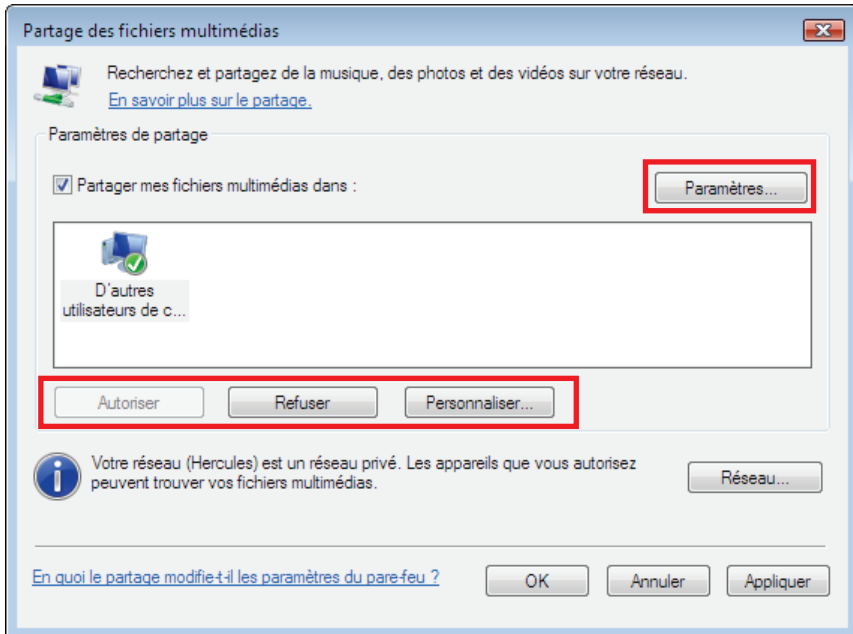 Partage des fichiers multimédias
Recherchez et partagez de la musique, des photos et des vidéos sur votre réseau.
En savoir plus sur le partage.
Paramètres de partage
Partager mes fichiers multimédias dans :
Paramètres...
D'autres
utilisateurs de c...
Autoriser
Refuser
Personnaliser...
Votre réseau (Hercules) est un réseau privé. Les appareils que vous autorisez
peuvent trouver vos fichiers multimédias.
Réseau...
En quoi le partage modifie-t-il les paramètres du pare-feu ?
OK
Annuler
Appliquer